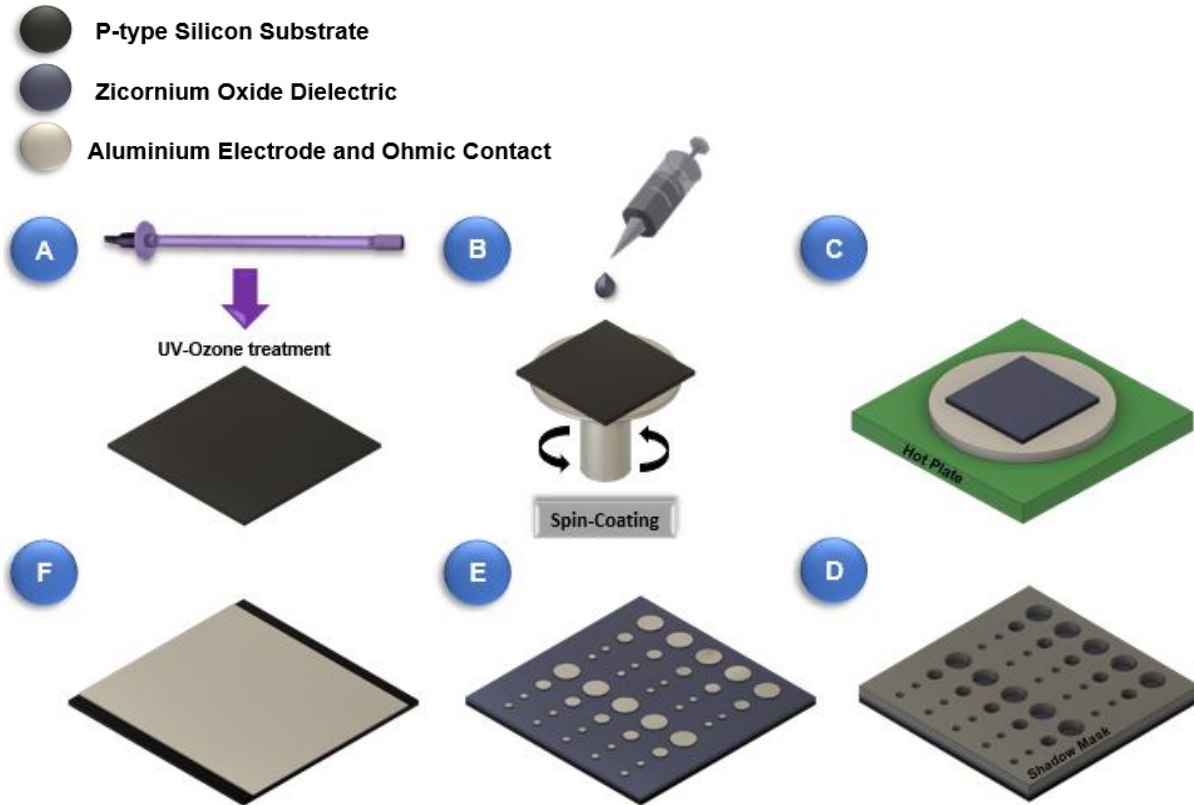 P-type Silicon Substrate
Zicornium Oxide Dielectric
Aluminium Electrode and Ohmic Contact
A
B
C
UV-Ozone treatment
Hot Plate
Spin-Coating
F
E
D
Shadow Mask